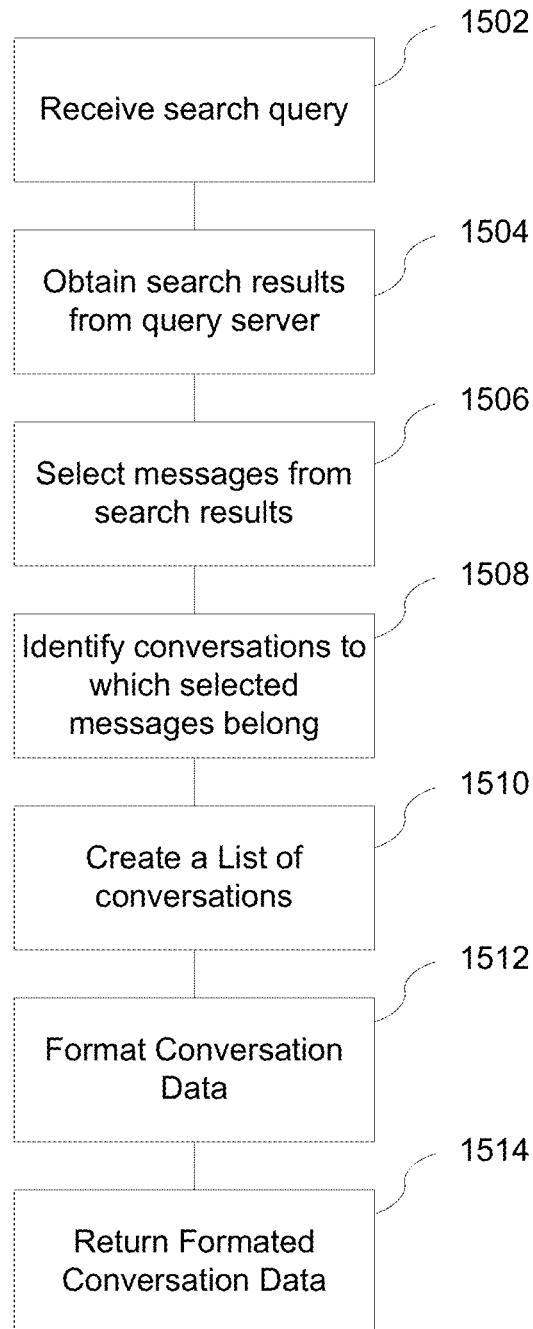 1502
Receive search query
1504
Obtain search results
from query server
1506
Select messages from
search results
1508
Identify conversations to
which selected
messages belong
1510
Create a List of
conversations
1512
Format Conversation
Data
1514
Return Formated
Conversation Data